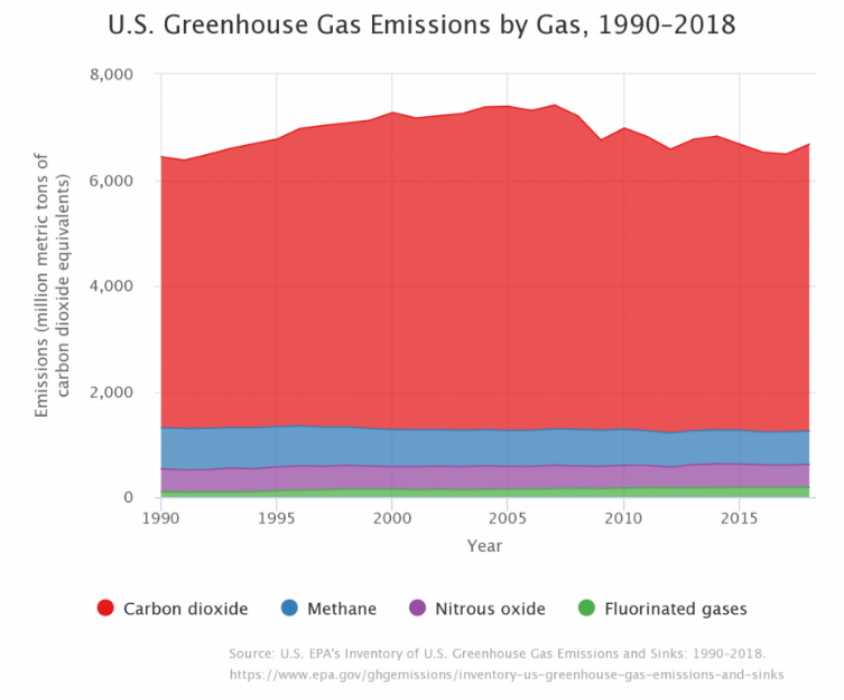 U.S. Greenhouse Gas Emissions by Gas, 1990–2018
Emissions (million metric tons of
carbon dioxide equivalents)
8,000
6,000
4,000
2,000
0
1990
1995
2000
2005
2010
2015
Year
Carbon dioxide
Methane
Nitrous oxide
Fluorinated gases
Source: U.S. EPA's Inventory of U.S. Greenhouse Gas Emissions and Sinks: 1990–2018.
https://www.epa.gov/ghgemissions/inventory-us-greenhouse-gas-emissions-and-sinks